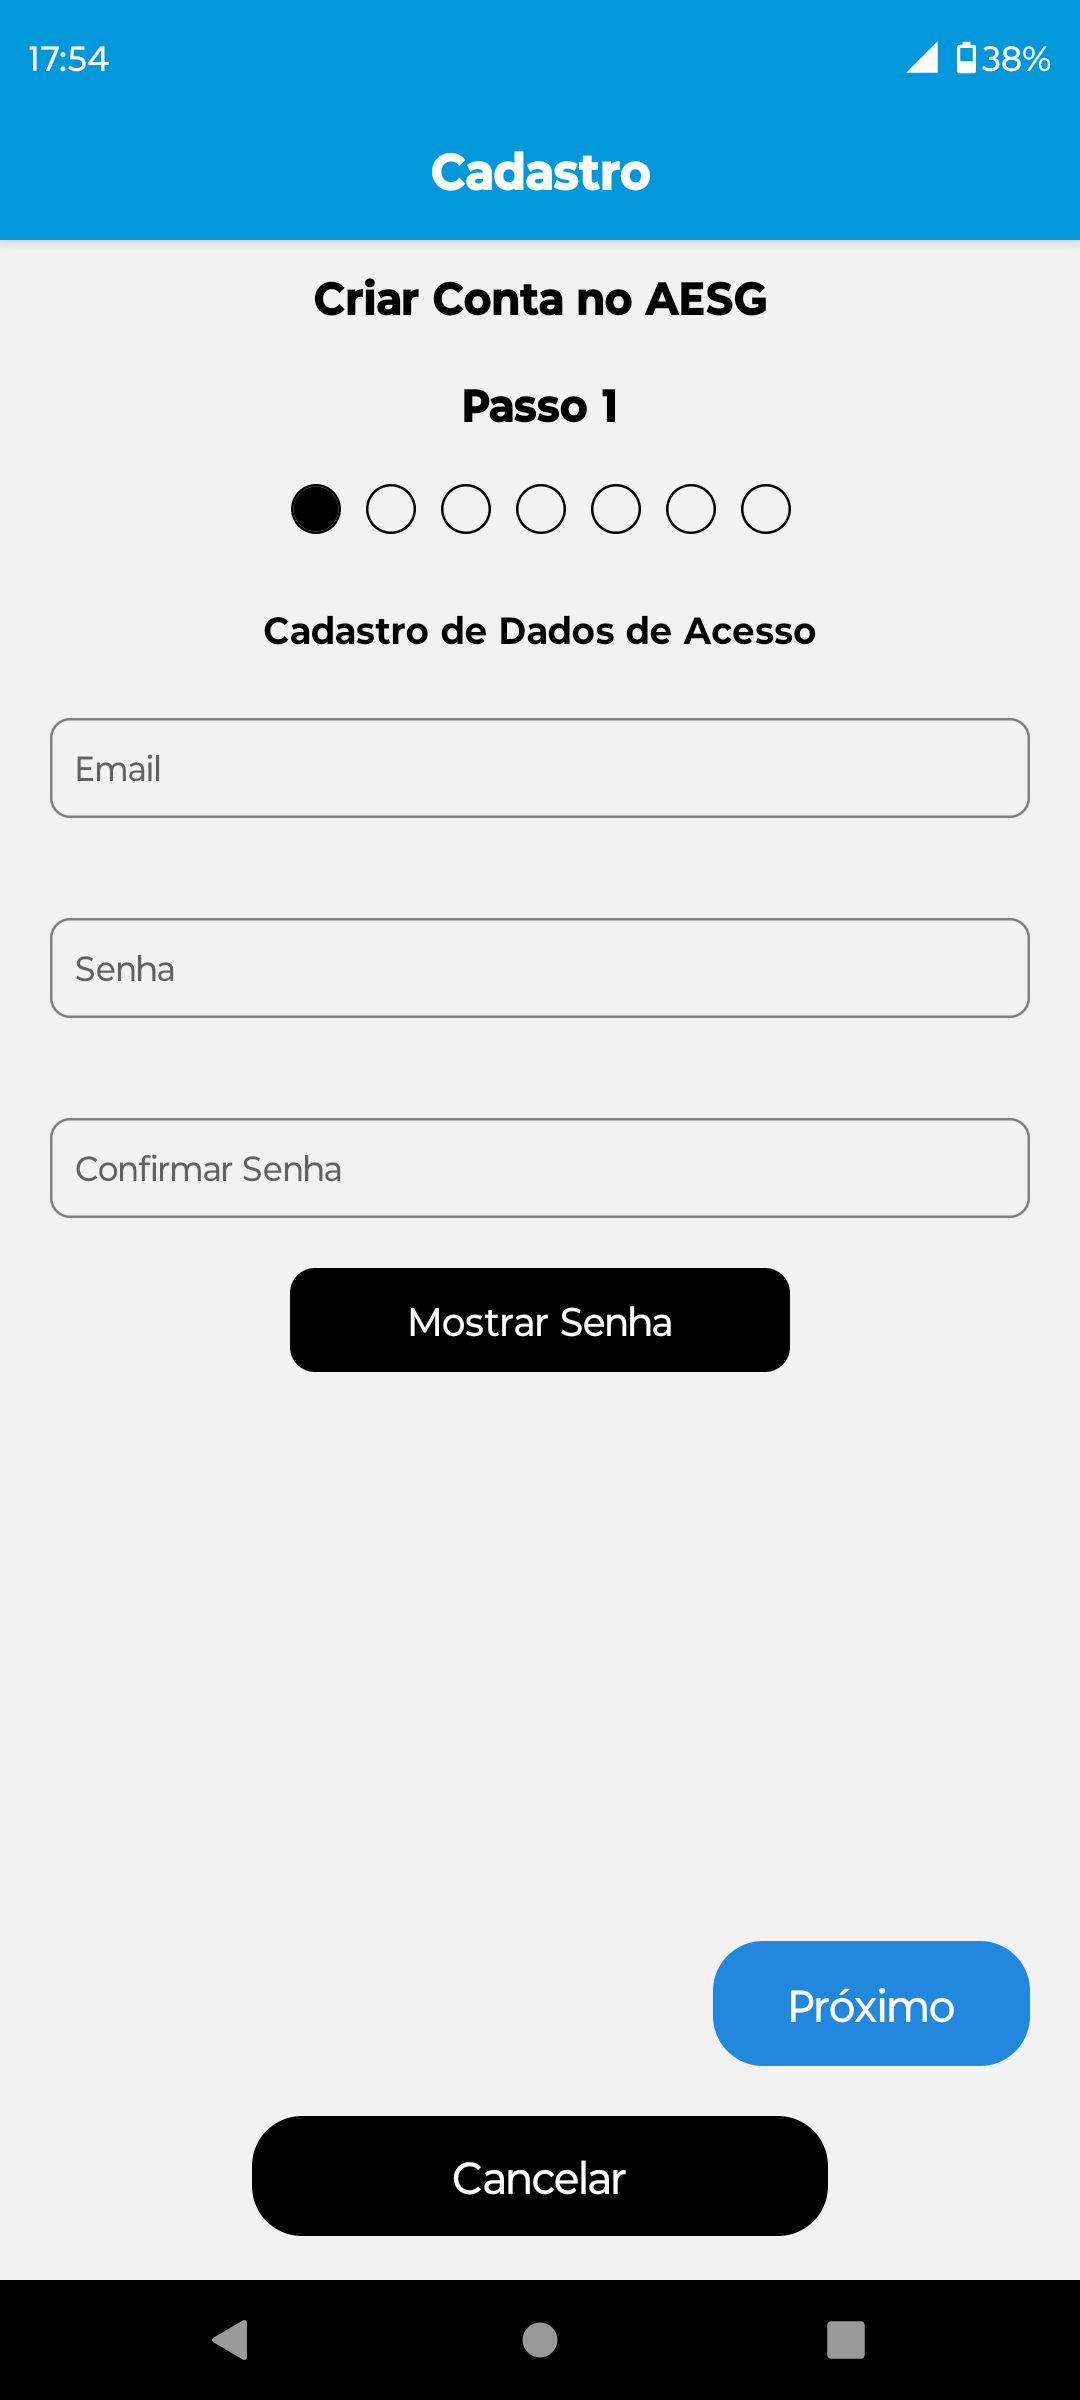 17:54
38%
Cadastro
Criar Conta no AESG
Passo 1
Cadastro de Dados de Acesso
Email
Senha
Confirmar Senha
Mostrar Senha
Próximo
Cancelar